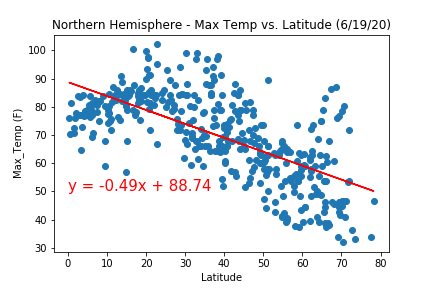 Northern Hemisphere - Max Temp vs. Latitude (6/19/20)
100
90
80
70
60
50
40
30
Max_Temp (F)
y = -0.49x + 88.74
0 10 20 30 40 50 60 70 80
Latitude